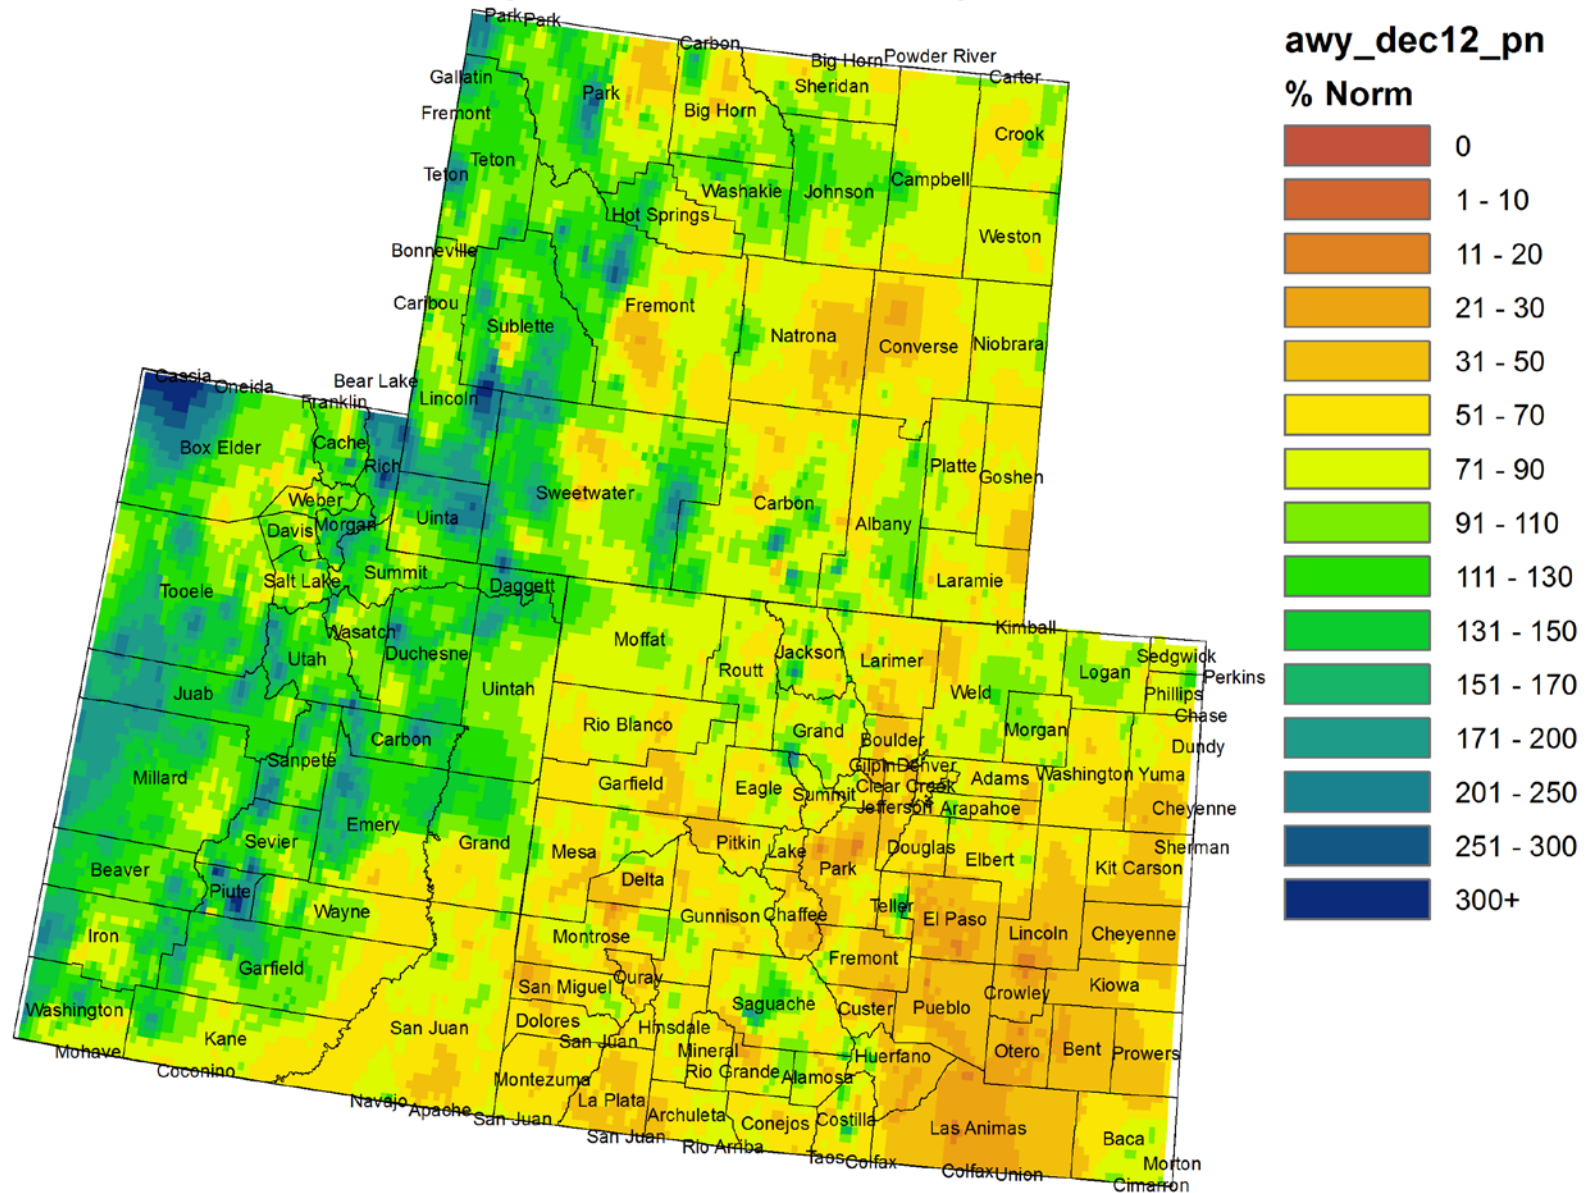 Park Park
Carbon
Big Horn Powder River
Carter
Gallatin
Park
Sheridan
Fremont
Big Horn
Crook
Teton
Teton
Washakie
Johnson
Campbell
Hot Springs
Weston
Bonneville
Caribou
Fremont
Sublette
Natrona
Converse
Niobrara
Cassia
Oneida
Bear Lake
Franklin
Lincoln
Box Elder
Cache
Rich
Platte
Goshen
Sweetwater
Weber
Carbon
Davis
Morgan
Uinta
Albany
Salt Lake
Summit
Daggett
Laramie
Tooele
Wasatch
Moffat
Kimball
Utah
Duchesne
Jackson
Larimer
Sedgwick
Routt
Logan
Perkins
Juab
Uintah
Weld
Phillips
Rio Blanco
Grand
Morgan
Chase
Carbon
Boulder
Dundy
Sanpete
Gilpin Denver
Millard
Garfield
Eagle
Summit
Clear Creek
Adams
Washington Yuma
Jefferson
Arapahoe
Cheyenne
Emery
Sevier
Grand
Mesa
Pitkin
Lake
Park
Douglas
Elbert
Sherman
Beaver
Kit Carson
Piute
Delta
Wayne
Gunnison
Chaffee
Teller
El Paso
Iron
Montrose
Lincoln
Cheyenne
Garfield
Fremont
San Miguel
Ouray
Crowley
Kiowa
Washington
Saguache
Custer
Pueblo
Kane
San Juan
Dolores
Hinsdale
San Juan
Mohave
Mineral
Huerfano
Otero
Bent
Prowers
Coconino
Montezuma
Rio Grande
Alamosa
Navajo
Apache
San Juan
La Plata
Archuleta
Conejos
Costilla
Las Animas
San Juan
Rio Arriba
Baca
Taos
Colfax
Colfax
Union
Morton
Cimarron
awy_dec12_pn
% Norm
0
1 - 10
11 - 20
21 - 30
31 - 50
51 - 70
71 - 90
91 - 110
111 - 130
131 - 150
151 - 170
171 - 200
201 - 250
251 - 300
300+